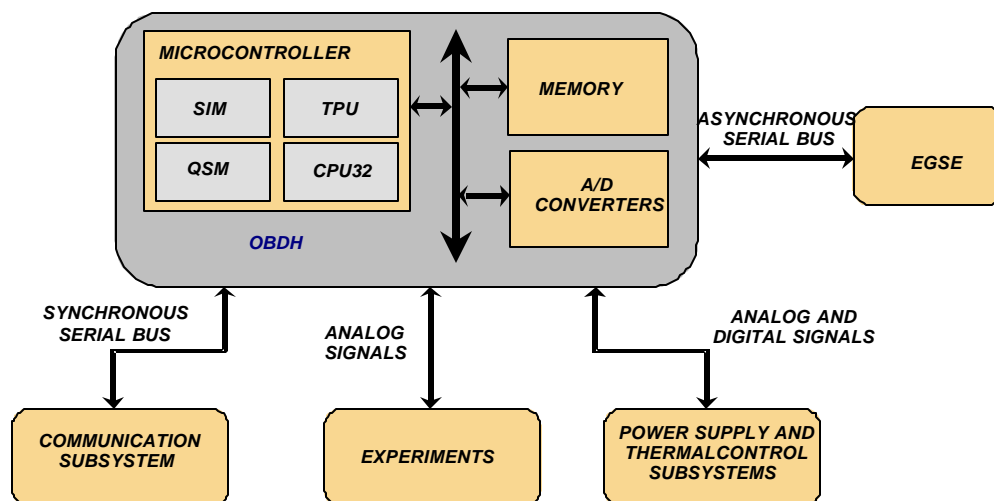 MICROCONTROLLER
SIM
TPU
QSM
CPU32
MEMORY
A/D
CONVERTERS
OBDH
ASYNCHRONOUS
SERIAL BUS
EGSE
SYNCHRONOUS
SERIAL BUS
ANALOG
SIGNALS
ANALOG AND
DIGITAL SIGNALS
COMMUNICATION
SUBSYSTEM
EXPERIMENTS
POWER SUPPLY AND
THERMALCONTROL
SUBSYSTEMS